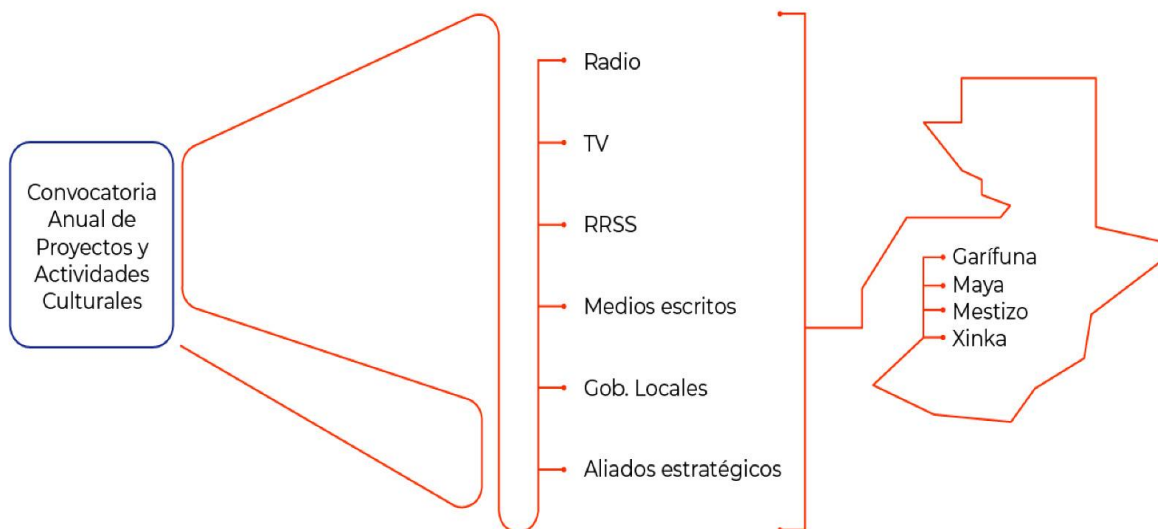 Convocatoria
Anual de
Proyectos y
Actividades
Culturales
Radio
TV
RRSS
Medios escritos
Gob. Locales
Aliados estratégicos
Garífuna
Maya
Mestizo
Xinka